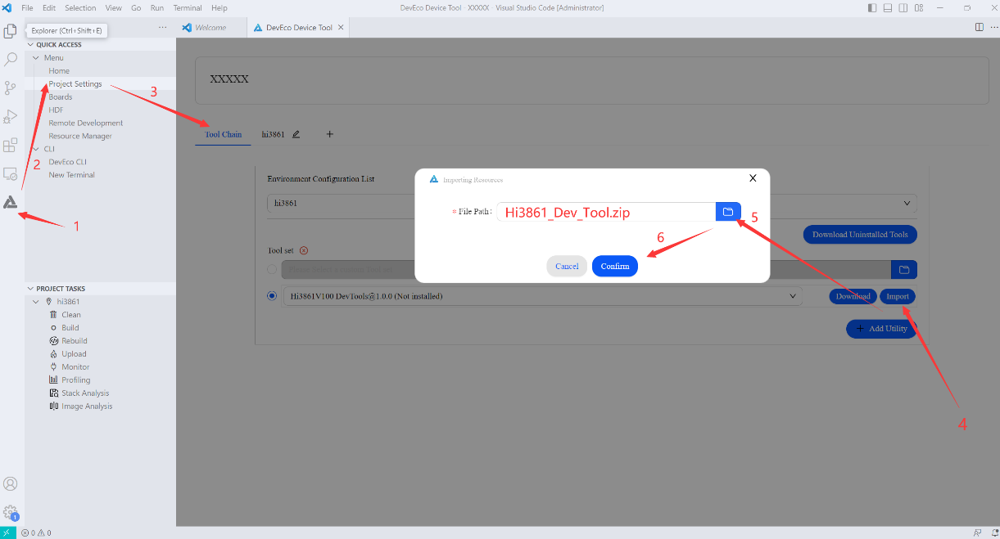 File Edit Selection View Go Run Terminal Help
DevEco Device Tool - XXXXX - Visual Studio Code [Administrator]
Explorer (Ctrl+Shift+E)
Welcome
DevEco Device Tool
QUICK ACCESS
Menu
Home
Project Settings
Boards
HDF
Remote Development
Resource Manager
CLI
DevEco CLI
New Terminal
1
2
3
PROJECT TASKS
hi3861
Clean
Build
Rebuild
Upload
Monitor
Profiling
Stack Analysis
Image Analysis
1
XXXXX
Tool Chain
hi3861
+
Environment Configuration List
hi3861
Download Uninstalled Tools
Tool set
Hi3861V100 DevTools@1.0.0 (Not installed)
Download
Import
+ Add Utility
Importing Resources
* File Path:
Hi3861_Dev_Tool.zip
Cancel
Confirm
5
6
4
0 0